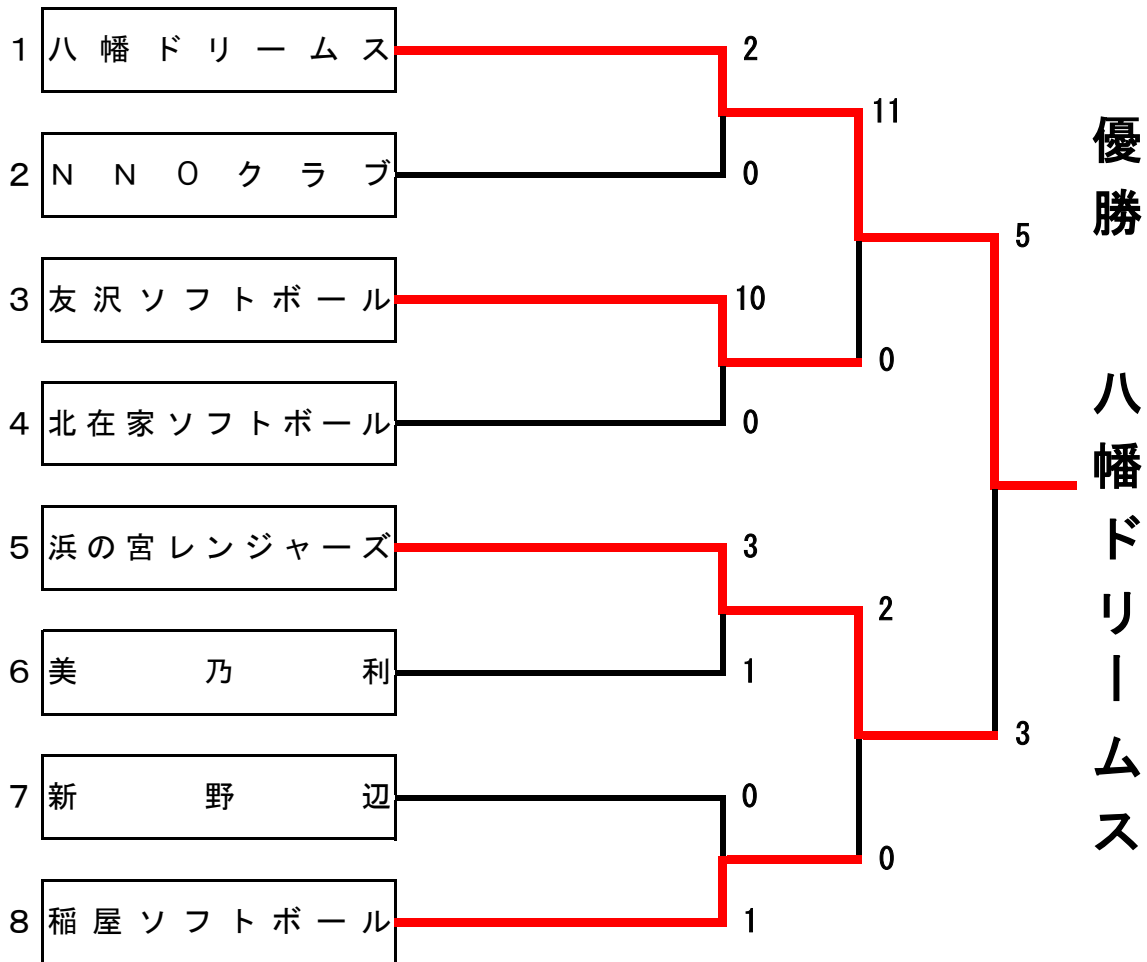 1 八幡ドリームス
2
0
2 NNOクラブ
11
3 友沢ソフトボール
10
0
0
4 北在家ソフトボール
5
5 浜の宮レンジャーズ
3
1
2
6 美乃利
7 新野辺
0
1
0
8 稲屋ソフトボール
3
優勝 八幡ドリームス